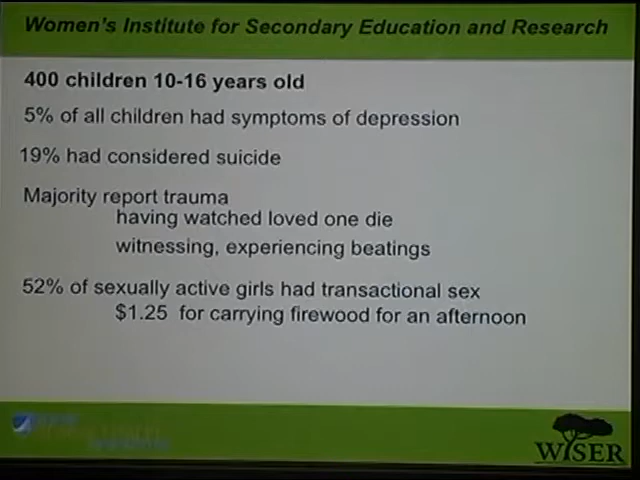 Women's Institute for Secondary Education and Research
400 children 10-16 years old
5% of all children had symptoms of depression
19% had considered suicide
Majority report trauma
having watched loved one die
witnessing, experiencing beatings
52% of sexually active girls had transactional sex
$1.25 for carrying firewood for an afternoon
WISER